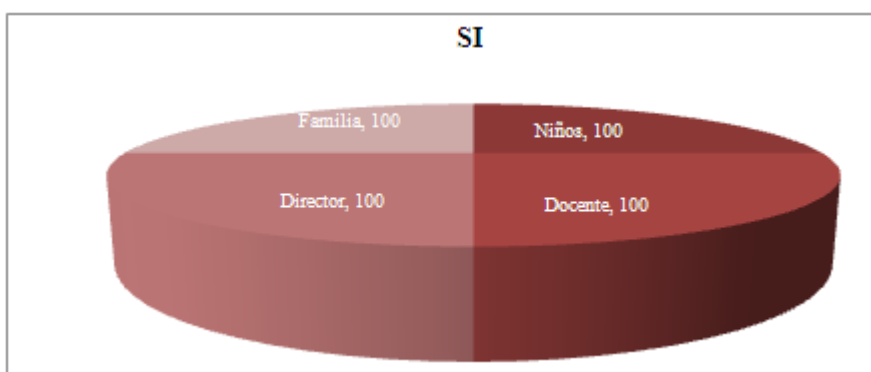 SI
Familia, 100
Niños, 100
Director, 100
Docente, 100